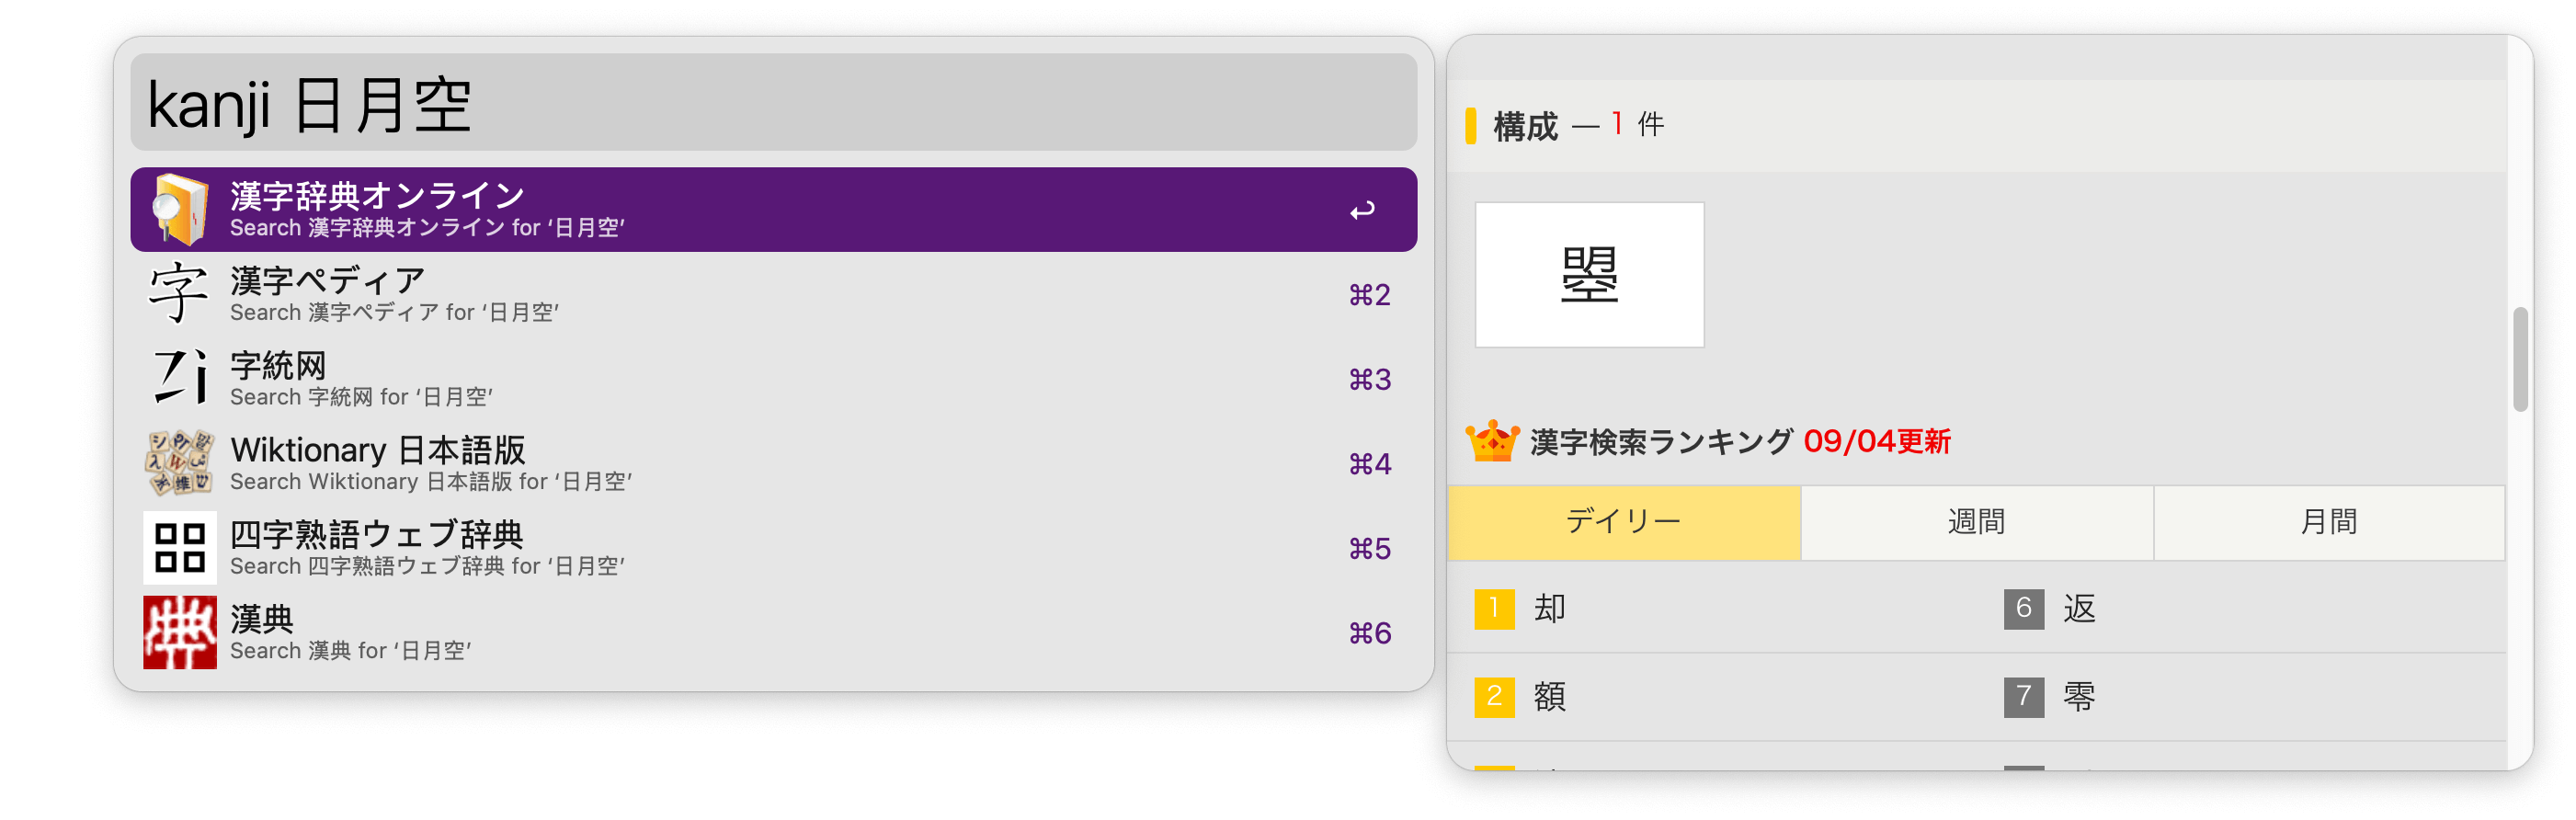 kanji 日月空
漢字辞典オンライン
Search 漢字辞典オンライン for ‘日月空’
漢字ペディア
Search 漢字ペディア for ‘日月空’
⌘2
字統网
Search 字統网 for ‘日月空’
⌘3
Wiktionary 日本語版
Search Wiktionary 日本語版 for ‘日月空’
⌘4
四字熟語ウェブ辞典
Search 四字熟語ウェブ辞典 for ‘日月空’
⌘5
漢典
Search 漢典 for ‘日月空’
⌘6
構成 — 1 件
曌
漢字検索ランキング 09/04更新
デイリー 週間 月間
1 却 6 返
2 額 7 零